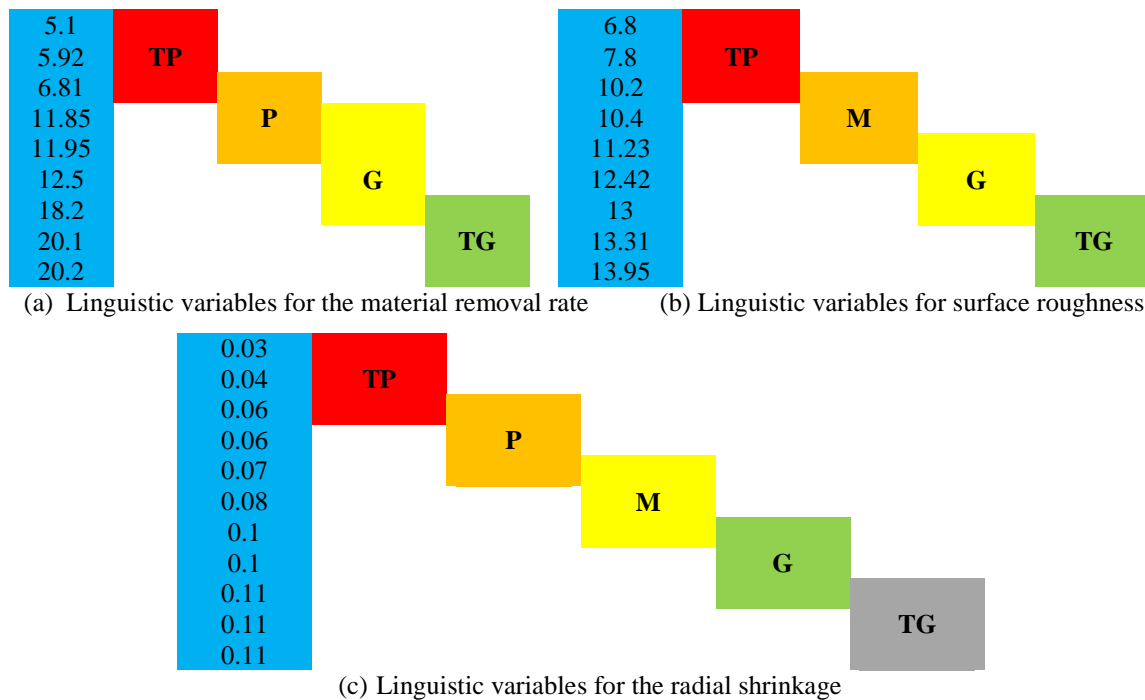 5.1
5.92 TP
6.81
11.85 P
11.95
12.5 G
18.2
20.1 TG
20.2
(a) Linguistic variables for the material removal rate
6.8
7.8 TP
10.2
10.4 M
11.23
12.42 G
13
13.31 TG
13.95
(b) Linguistic variables for surface roughness
0.03
0.04 TP
0.06
0.06 P
0.07
0.08 M
0.1
0.1 G
0.11
0.11 TG
0.11
(c) Linguistic variables for the radial shrinkage